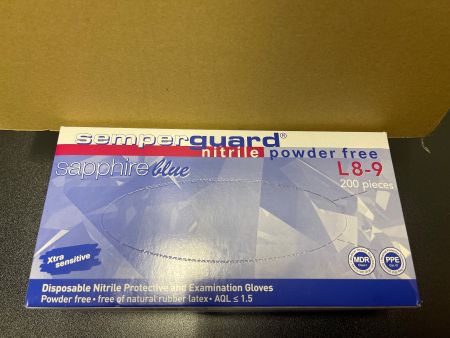 semperguard®
nitrile powder free
sapphire blue
L 8-9
200 pieces
Xtra
sensitive
MDR
PPE
Disposable Nitrile Protective and Examination Gloves
Powder free • free of natural rubber latex • AQL ≤ 1.5